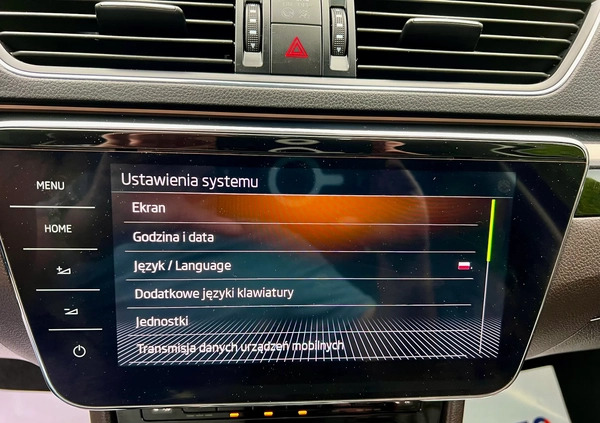 MENU
HOME
Ustawienia systemu
Ekran
Godzina i data
Język / Language
Dodatkowe języki klawiatury
Jednostki
Transmisja danych urządzeń mobilnych